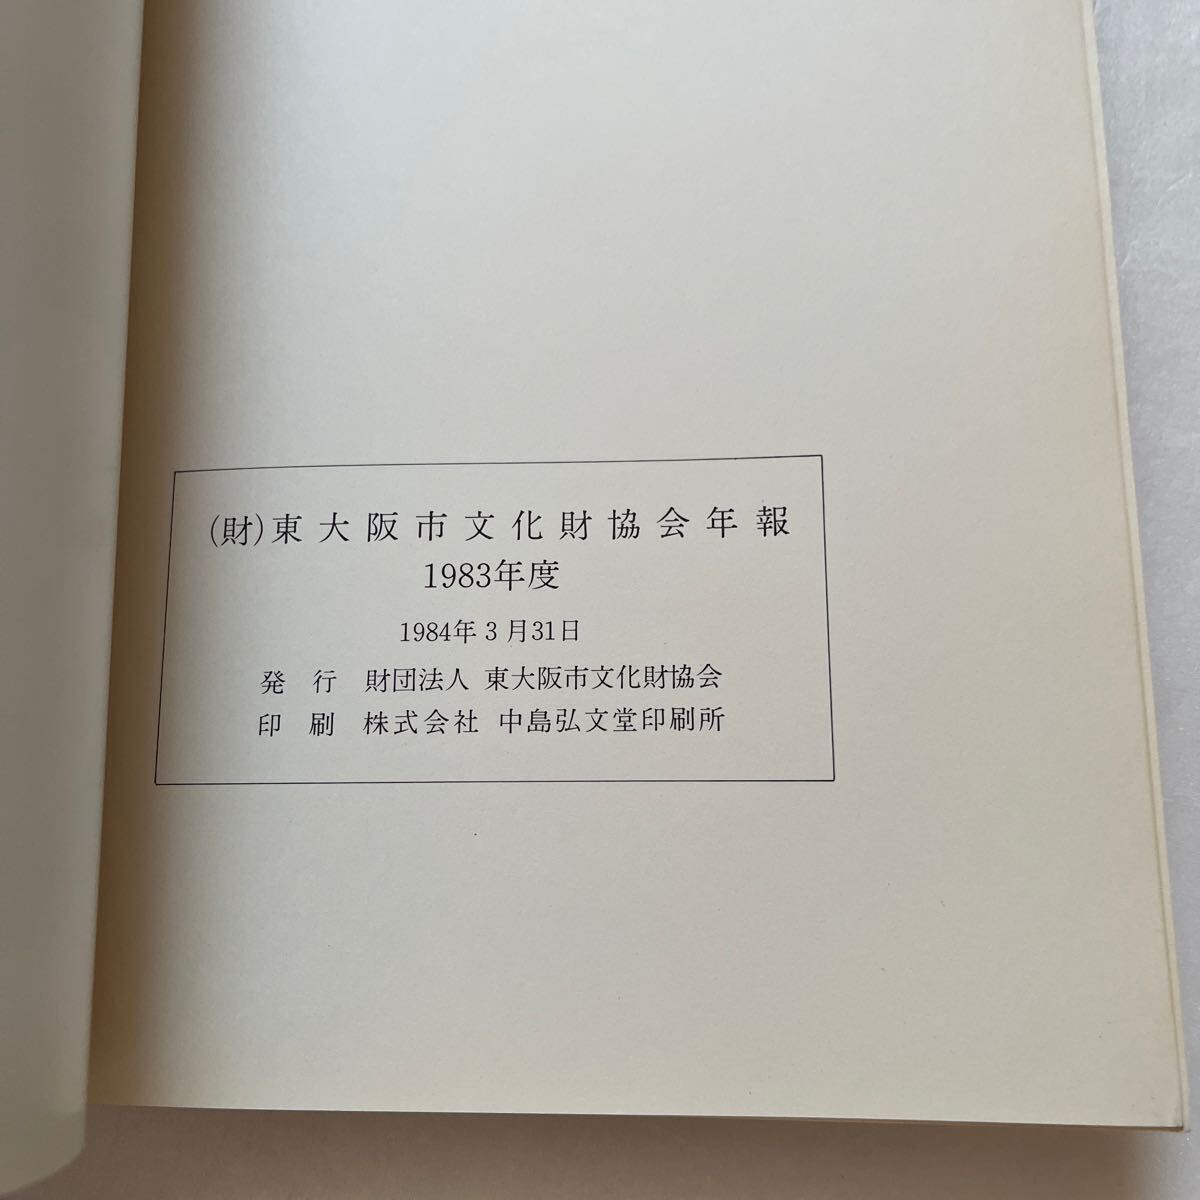 (財)東大阪市文化財協会年報
1983年度
1984年3月31日
発行 財団法人 東大阪市文化財協会
印刷 株式会社 中島弘文堂印刷所